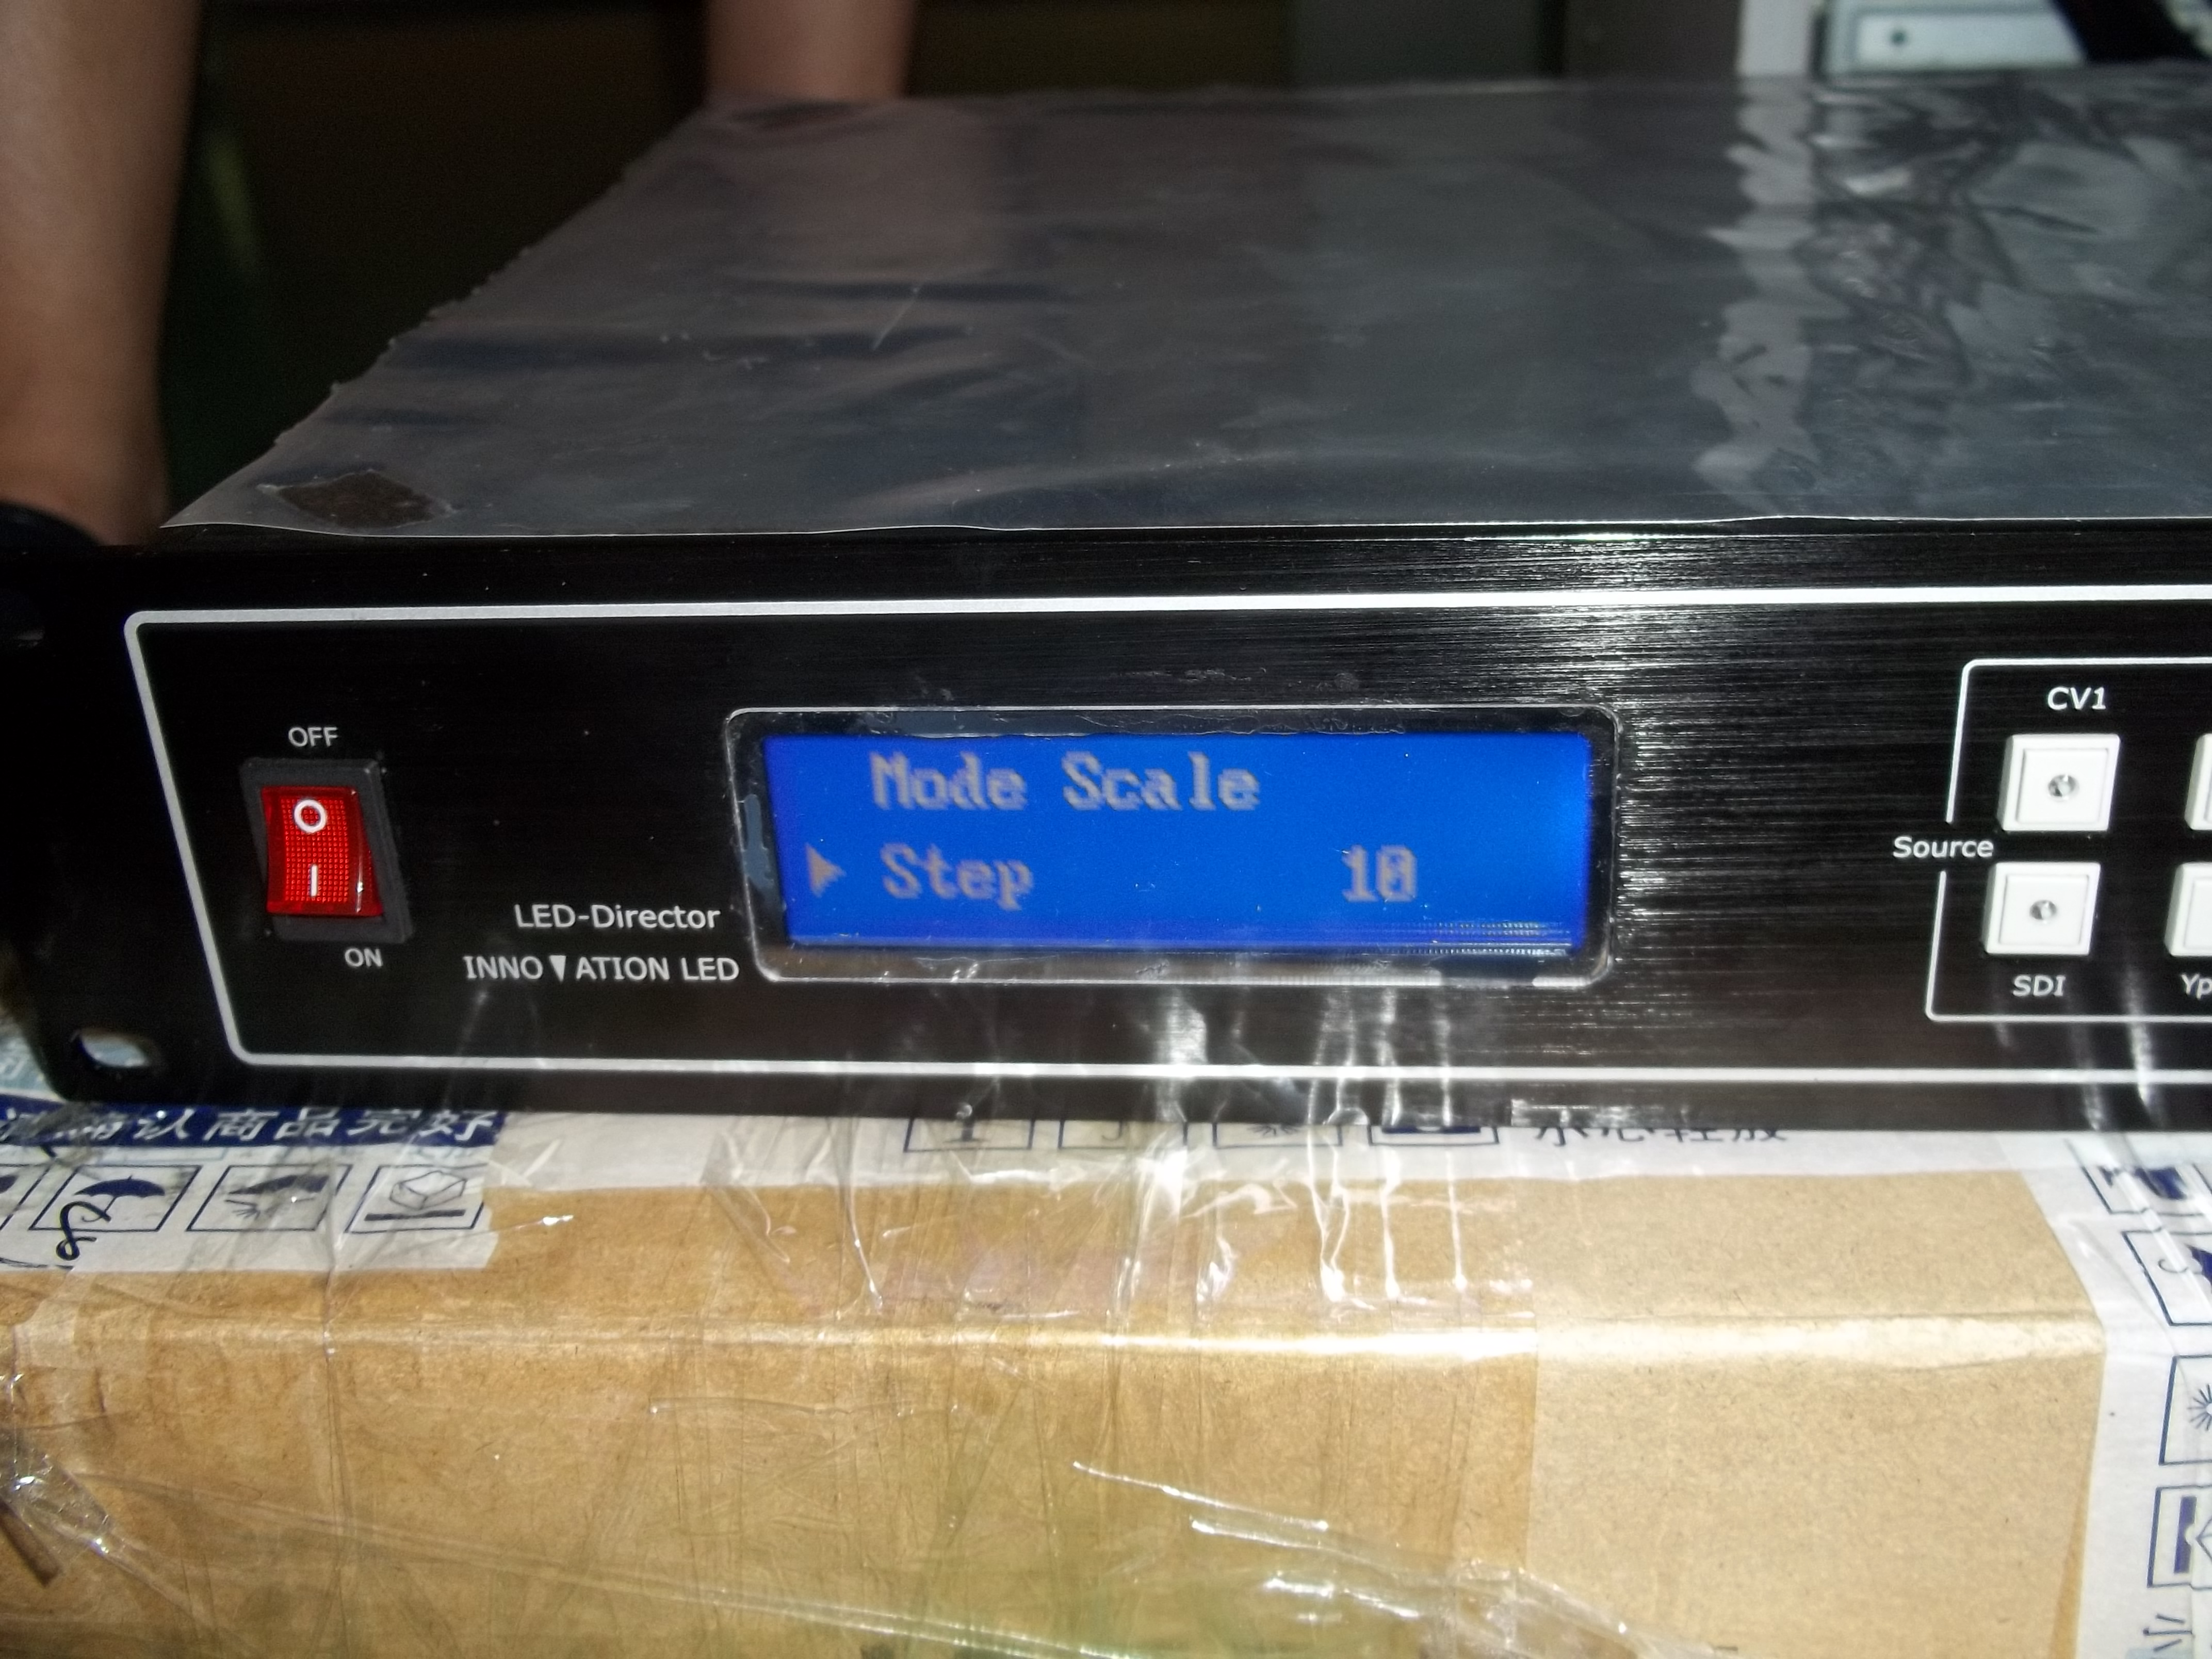 OFF
ON
LED-Director
INNO▼ATION LED
Mode Scale
▶ Step 10
CV1
Source
SDI
确认商品完好